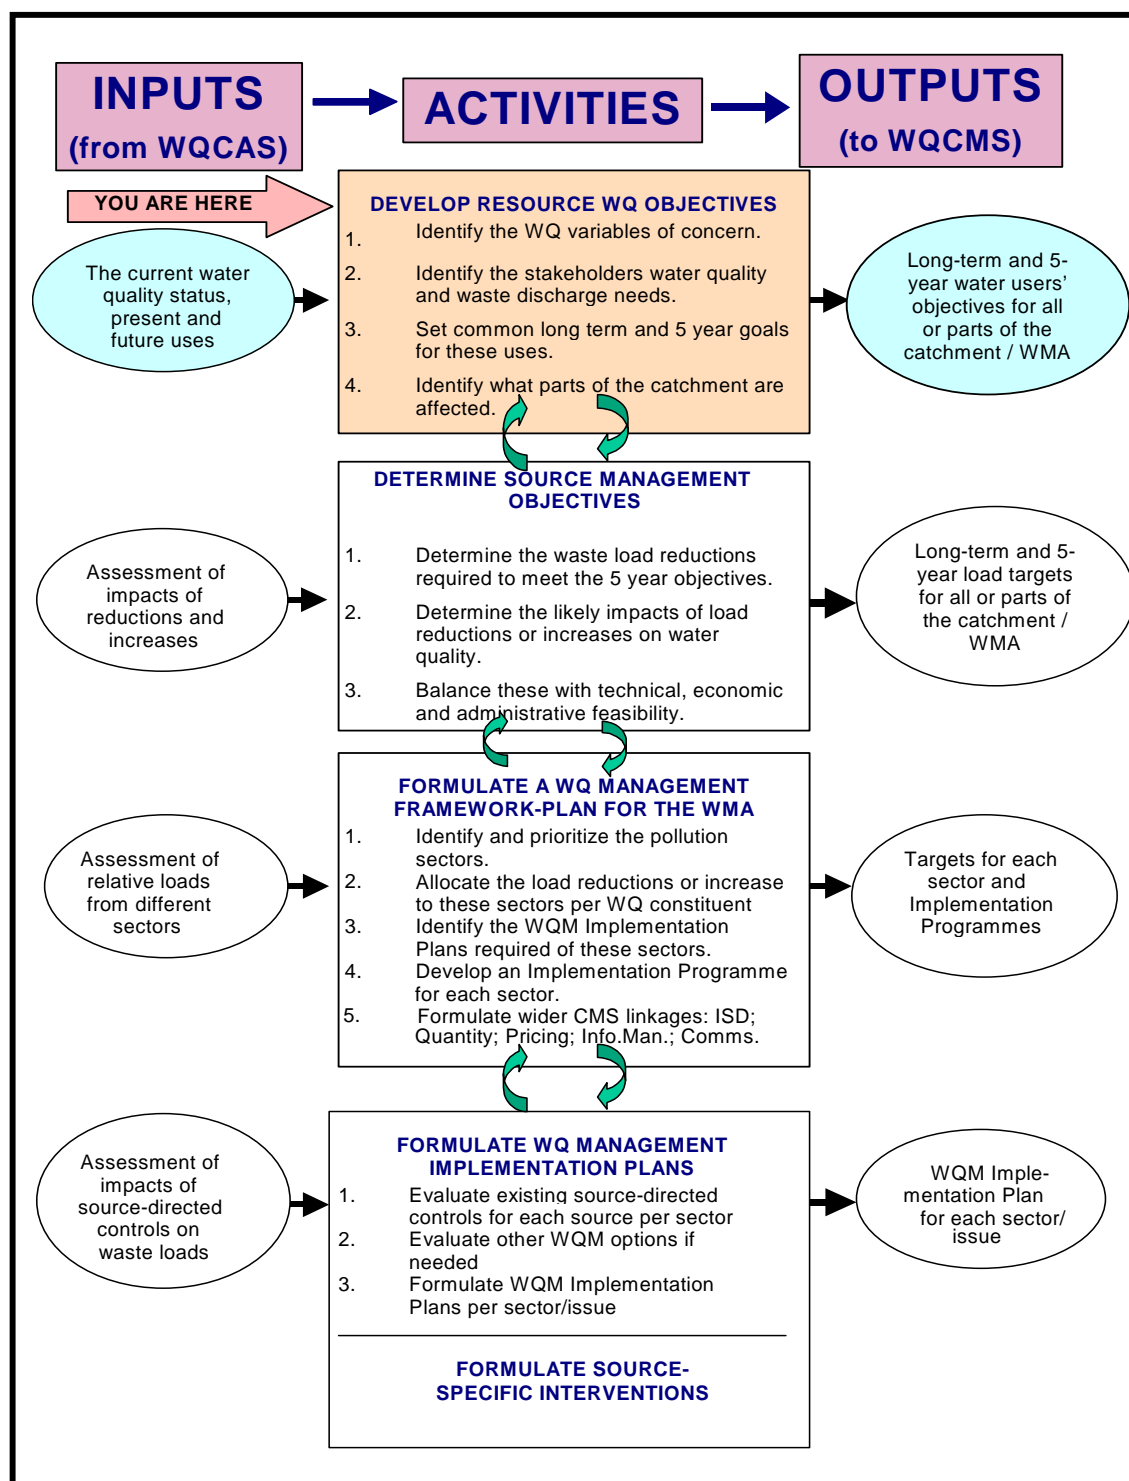 INPUTS
(from WQCAS)
ACTIVITIES
OUTPUTS
(to WQCMS)
YOU ARE HERE
The current water
quality status,
present and
future uses
DEVELOP RESOURCE WQ OBJECTIVES
1. Identify the WQ variables of concern.
2. Identify the stakeholders water quality
and waste discharge needs.
3. Set common long term and 5 year goals
for these uses.
4. Identify what parts of the catchment are
affected.
Long-term and 5-
year water users’
objectives for all
or parts of the
catchment / WMA
Assessment of
impacts of
reductions and
increases
DETERMINE SOURCE MANAGEMENT
OBJECTIVES
1. Determine the waste load reductions
required to meet the 5 year objectives.
2. Determine the likely impacts of load
reductions or increases on water
quality.
3. Balance these with technical, economic
and administrative feasibility.
Long-term and 5-
year load targets
for all or parts of
the catchment /
WMA
Assessment of
relative loads
from different
sectors
FORMULATE A WQ MANAGEMENT
FRAMEWORK-PLAN FOR THE WMA
1. Identify and prioritize the pollution
sectors.
2. Allocate the load reductions or increase
to these sectors per WQ constituent
3. Identify the WQM Implementation
Plans required of these sectors.
4. Develop an Implementation Programme
for each sector.
5. Formulate wider CMS linkages: ISD;
Quantity; Pricing; Info.Man.; Comms.
Targets for each
sector and
Implementation
Programmes
Assessment of
impacts of
source-directed
controls on
waste loads
FORMULATE WQ MANAGEMENT
IMPLEMENTATION PLANS
1. Evaluate existing source-directed
controls for each source per sector
2. Evaluate other WQM options if
needed
3. Formulate WQM Implementation
Plans per sector/issue
FORMULATE SOURCE-
SPECIFIC INTERVENTIONS
WQM Imple-
mentation Plan
for each sector/
issue